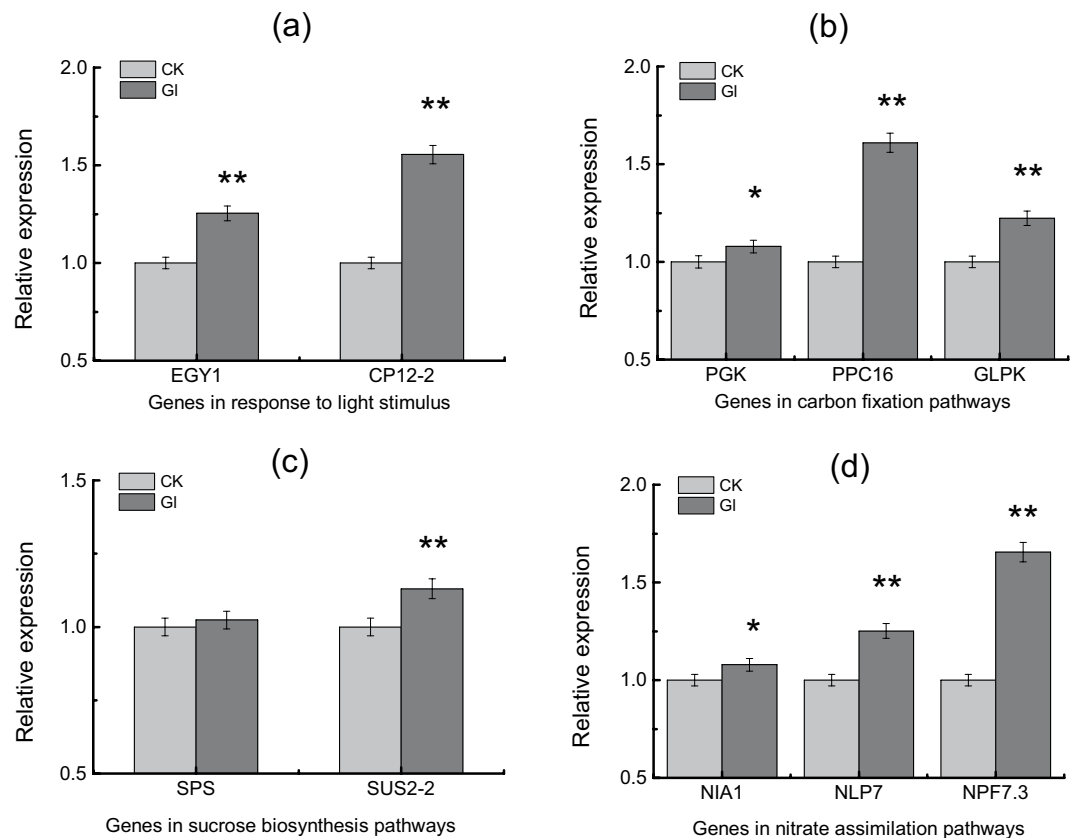 (a)
2.0
1.5
1.0
0.5
Relative expression
CK
GI
**
**
EGY1
CP12-2
Genes in response to light stimulus
(b)
2.0
1.5
1.0
0.5
Relative expression
CK
GI
*
**
**
PGK
PPC16
GLPK
Genes in carbon fixation pathways
(c)
1.5
1.0
0.5
Relative expression
CK
GI
**
SPS
SUS2-2
Genes in sucrose biosynthesis pathways
(d)
2.0
1.5
1.0
0.5
Relative expression
CK
GI
*
**
**
NIA1
NLP7
NPF7.3
Genes in nitrate assimilation pathways